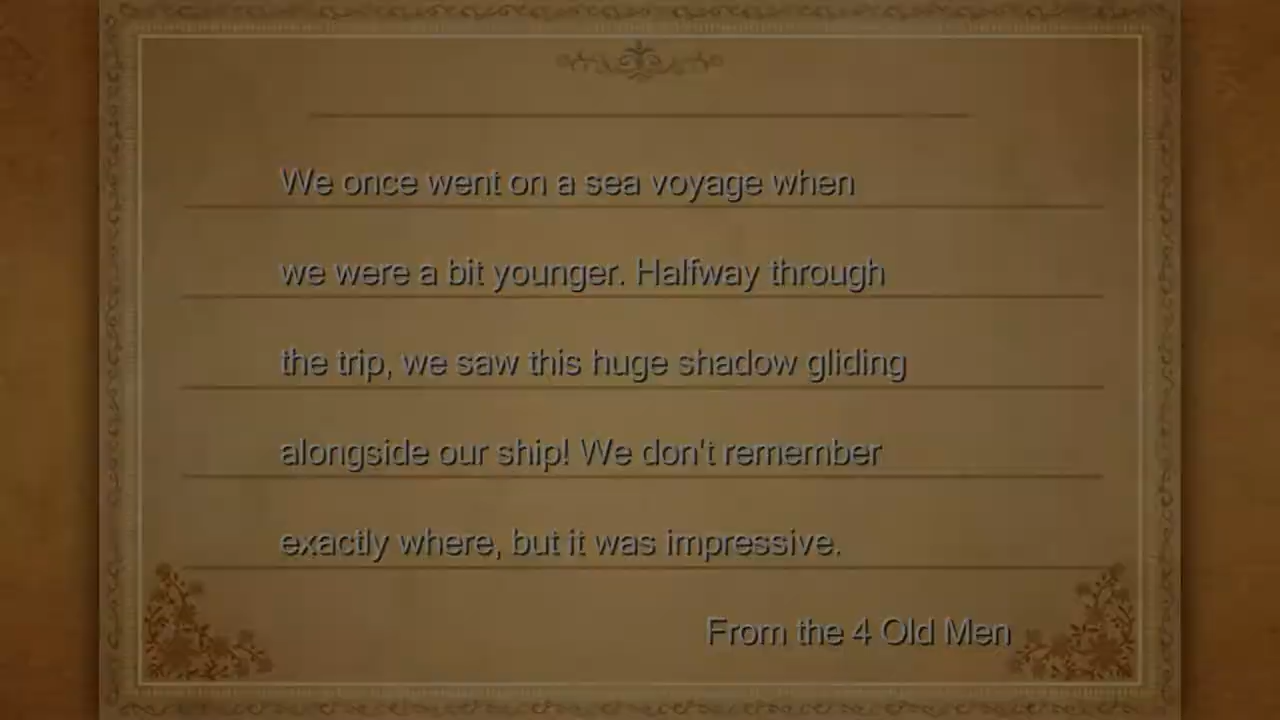 We once went on a sea voyage when
we were a bit younger. Halfway through
the trip, we saw this huge shadow gliding
alongside our ship! We don't remember
exactly where, but it was impressive.
From the 4 Old Men